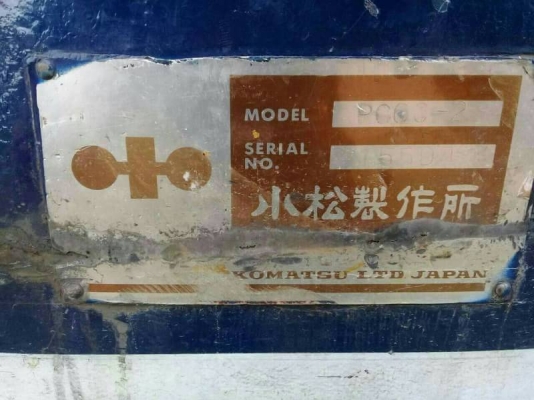 MODEL
SERIAL
NO.
小松製作所
KOMATSU LTD JAPAN